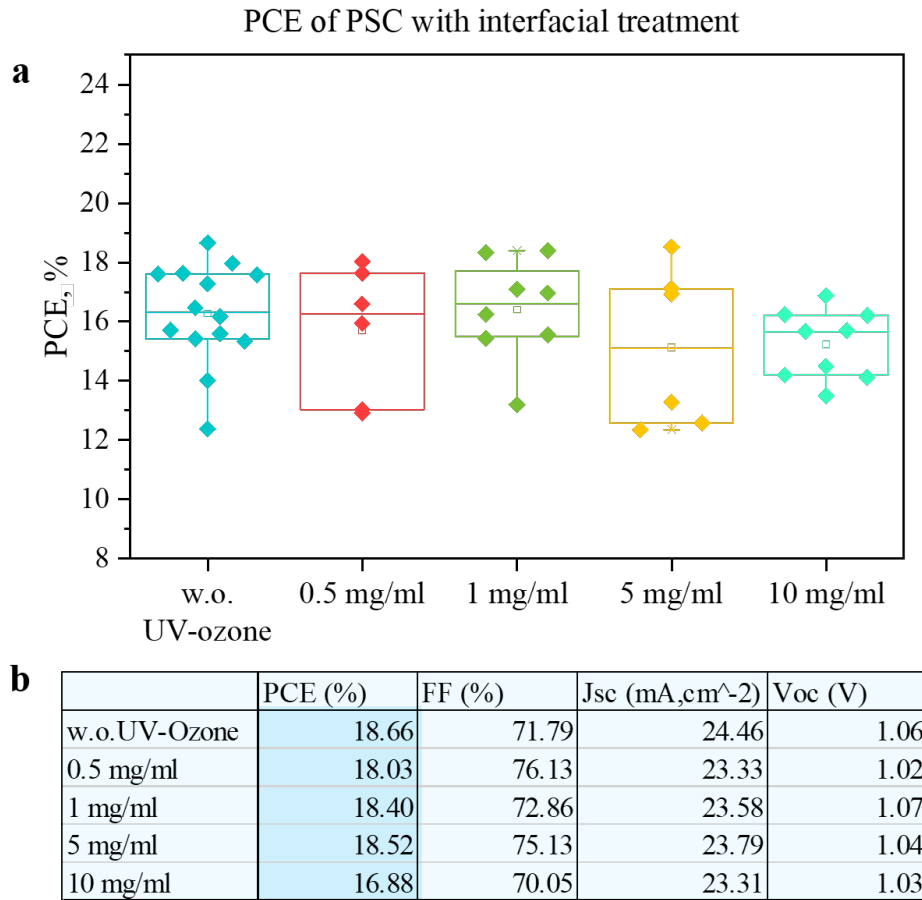 PCE of PSC with interfacial treatment
a
24
22
20
18
16
14
12
10
8
PCE, %
w.o.
UV-ozone
0.5 mg/ml
1 mg/ml
5 mg/ml
10 mg/ml
b
PCE (%) FF (%) Jsc (mA,cm^-2) Voc (V)
w.o.UV-Ozone 18.66 71.79 24.46 1.06
0.5 mg/ml 18.03 76.13 23.33 1.02
1 mg/ml 18.40 72.86 23.58 1.07
5 mg/ml 18.52 75.13 23.79 1.04
10 mg/ml 16.88 70.05 23.31 1.03